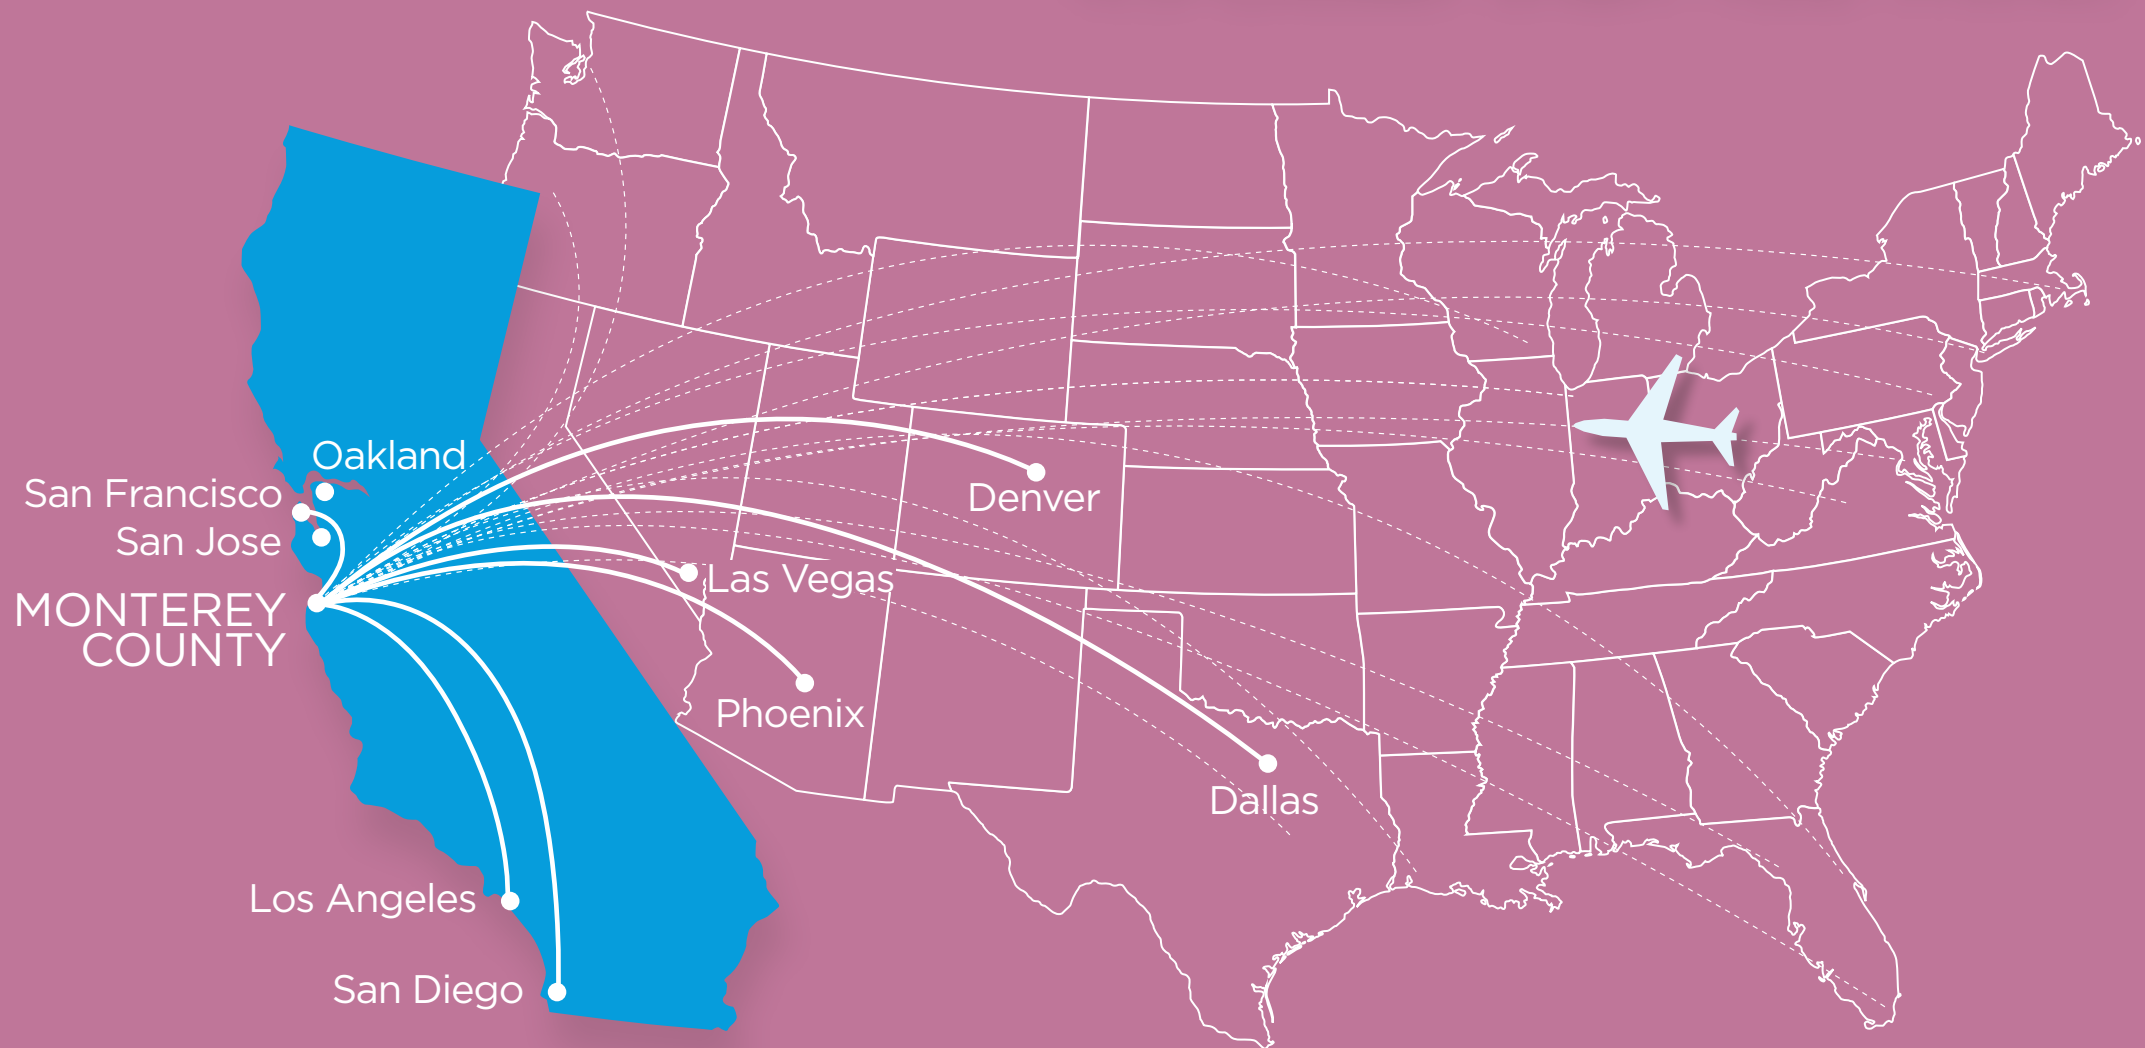 Oakland
San Francisco
San Jose
MONTEREY
COUNTY
Denver
Las Vegas
Phoenix
Dallas
Los Angeles
San Diego